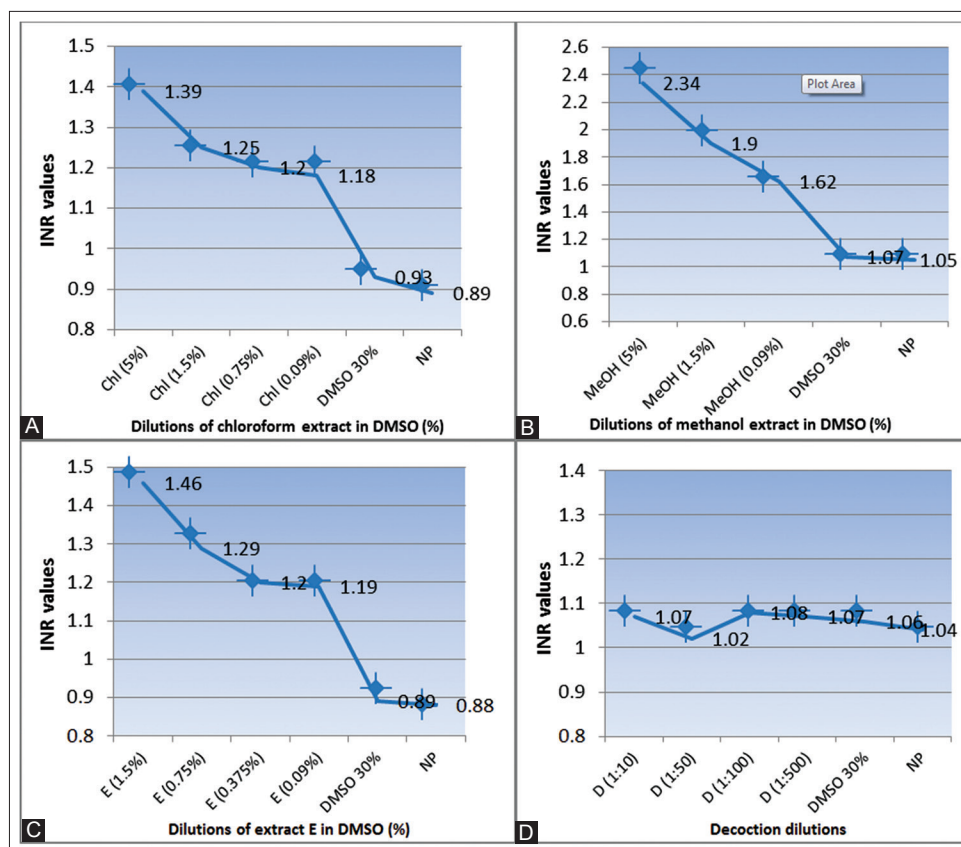 1.5
1.4
1.3
1.2
1.1
1
0.9
0.8
INR values
1.39
1.25
1.2
1.18
0.93
0.89
Chl (5%)
Chl (1.5%)
Chl (0.75%)
Chl (0.09%)
DMSO 30%
NP
Dilutions of chloroform extract in DMSO (%)
A
2.6
2.4
2.2
2
1.8
1.6
1.4
1.2
1
0.8
0.6
INR values
Plot Area
2.34
1.9
1.62
1.07
1.05
MeOH (5%)
MeOH (1.5%)
MeOH (0.09%)
DMSO 30%
NP
Dilutions of methanol extract in DMSO (%)
B
1.5
1.4
1.3
1.2
1.1
1
0.9
0.8
INR values
1.46
1.29
1.2
1.19
0.89
0.88
E (1.5%)
E (0.75%)
E (0.375%)
E (0.09%)
DMSO 30%
NP
Dilutions of extract E in DMSO (%)
C
1.4
1.3
1.2
1.1
1
0.9
0.8
INR values
1.07
1.02
1.08
1.07
1.06
1.04
D (1:10)
D (1:50)
D (1:100)
D (1:500)
DMSO 30%
NP
Decoction dilutions
D